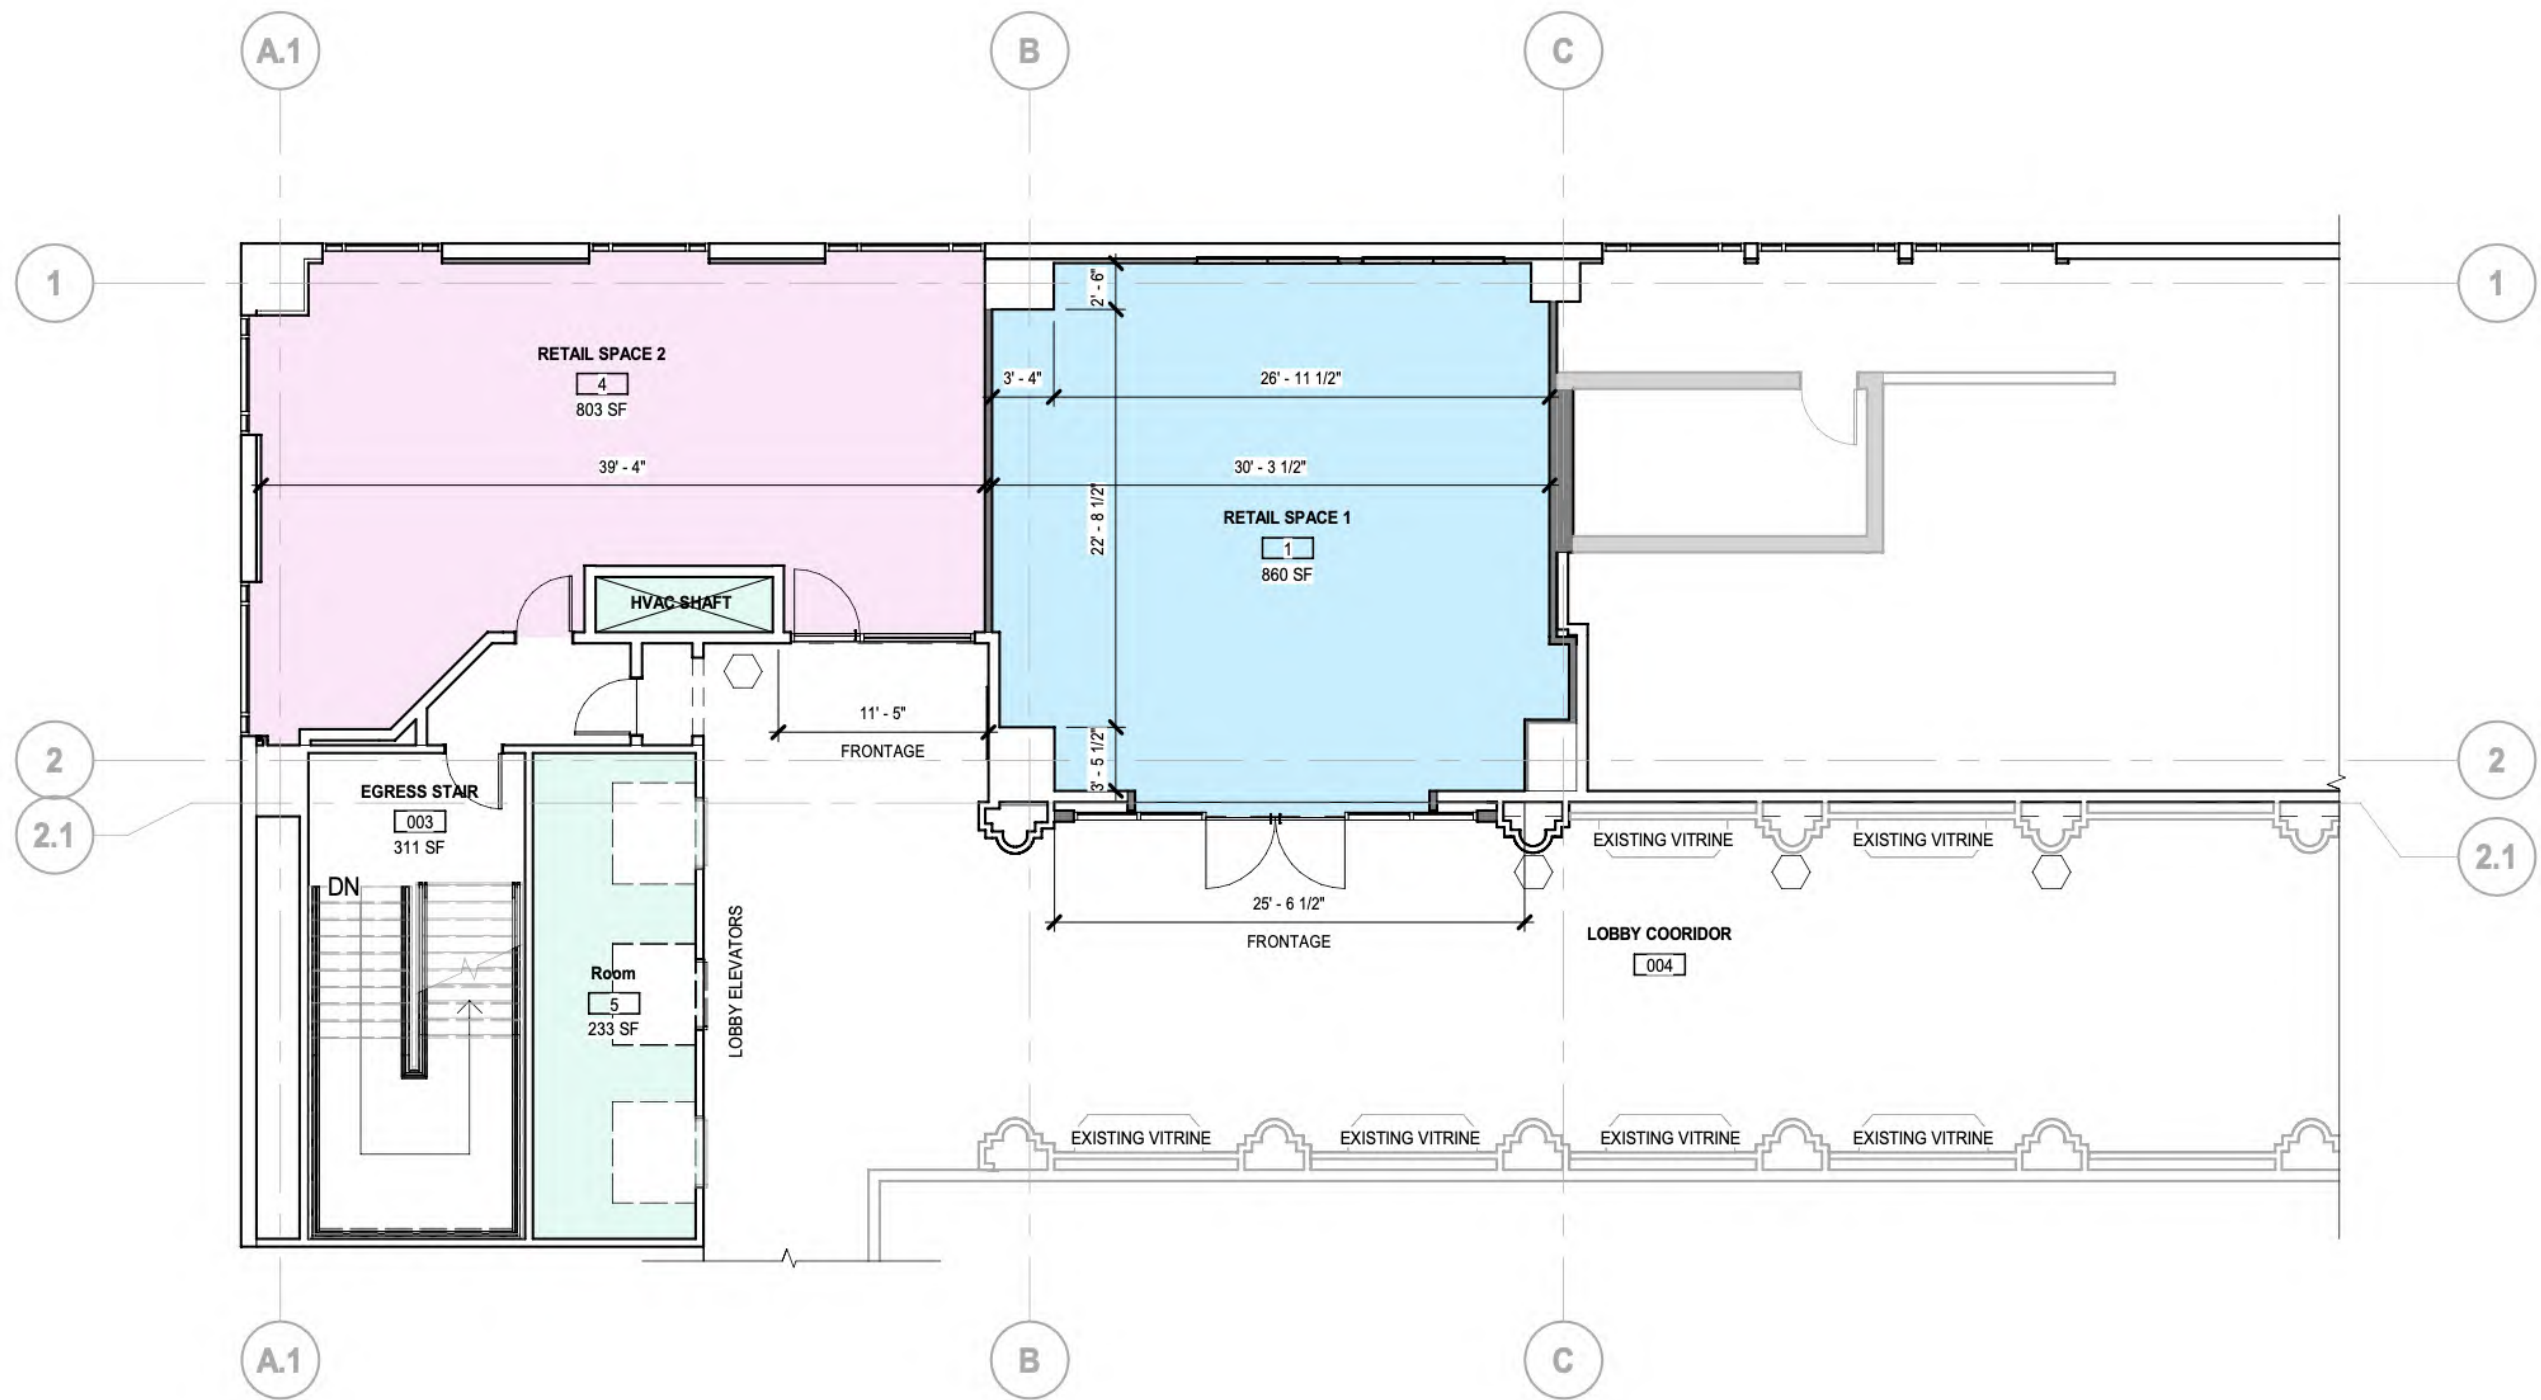 A.1
B
C
1
1
2' - 6"
RETAIL SPACE 2
4
803 SF
3' - 4"
26' - 11 1/2"
39' - 4"
30' - 3 1/2"
22' - 8 1/2"
RETAIL SPACE 1
1
860 SF
HVAC SHAFT
11' - 5"
FRONTAGE
3' - 5 1/2"
2
2
2.1
2.1
EGRESS STAIR
003
311 SF
DN
EXISTING VITRINE
EXISTING VITRINE
25' - 6 1/2"
FRONTAGE
LOBBY COORIDOR
004
LOBBY ELEVATORS
Room
5
233 SF
EXISTING VITRINE
EXISTING VITRINE
EXISTING VITRINE
EXISTING VITRINE
A.1
B
C